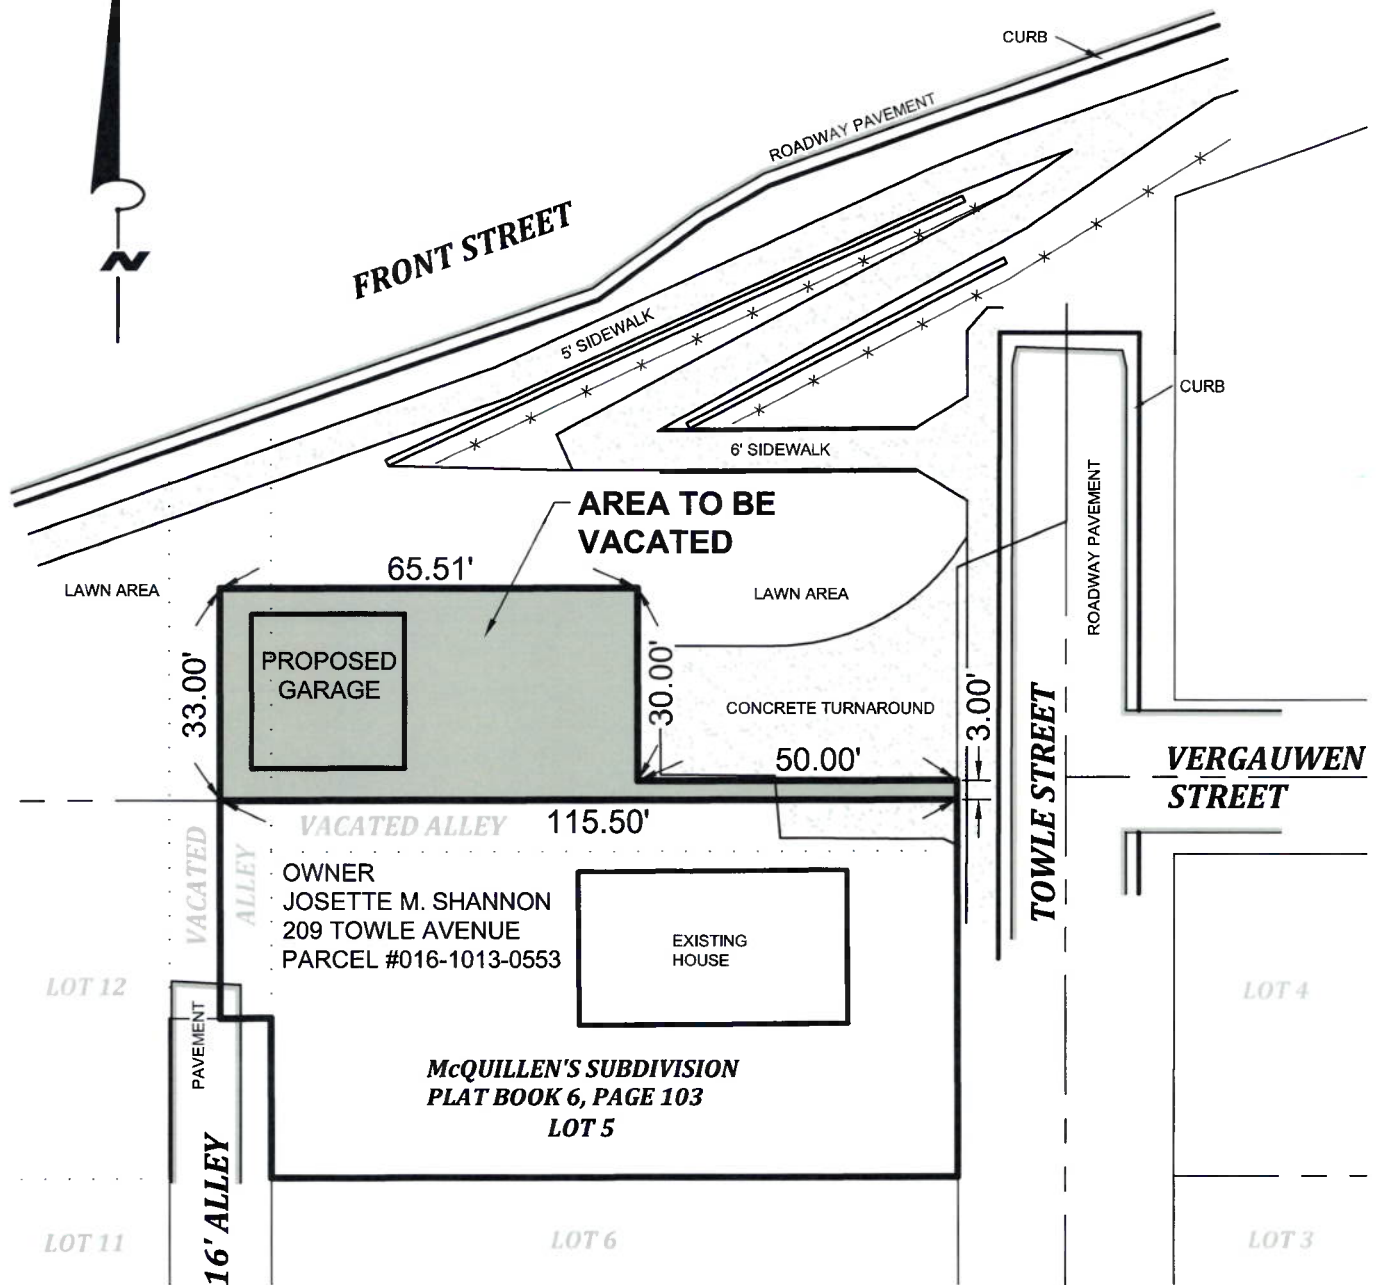 CURB
ROADWAY PAVEMENT
FRONT STREET
N
5' SIDEWALK
CURB
6' SIDEWALK
ROADWAY PAVEMENT
AREA TO BE
VACATED
65.51'
LAWN AREA
LAWN AREA
PROPOSED
GARAGE
33.00'
30.00'
CONCRETE TURNAROUND
3.00'
50.00'
TOWLE STREET
VERGAUWEN
STREET
115.50'
VACATED ALLEY
VACATED
ALLEY
OWNER
JOSETTE M. SHANNON
209 TOWLE AVENUE
PARCEL #016-1013-0553
EXISTING
HOUSE
LOT 12
LOT 4
PAVEMENT
McQUILLEN'S SUBDIVISION
PLAT BOOK 6, PAGE 103
LOT 5
16' ALLEY
LOT 11
LOT 6
LOT 3